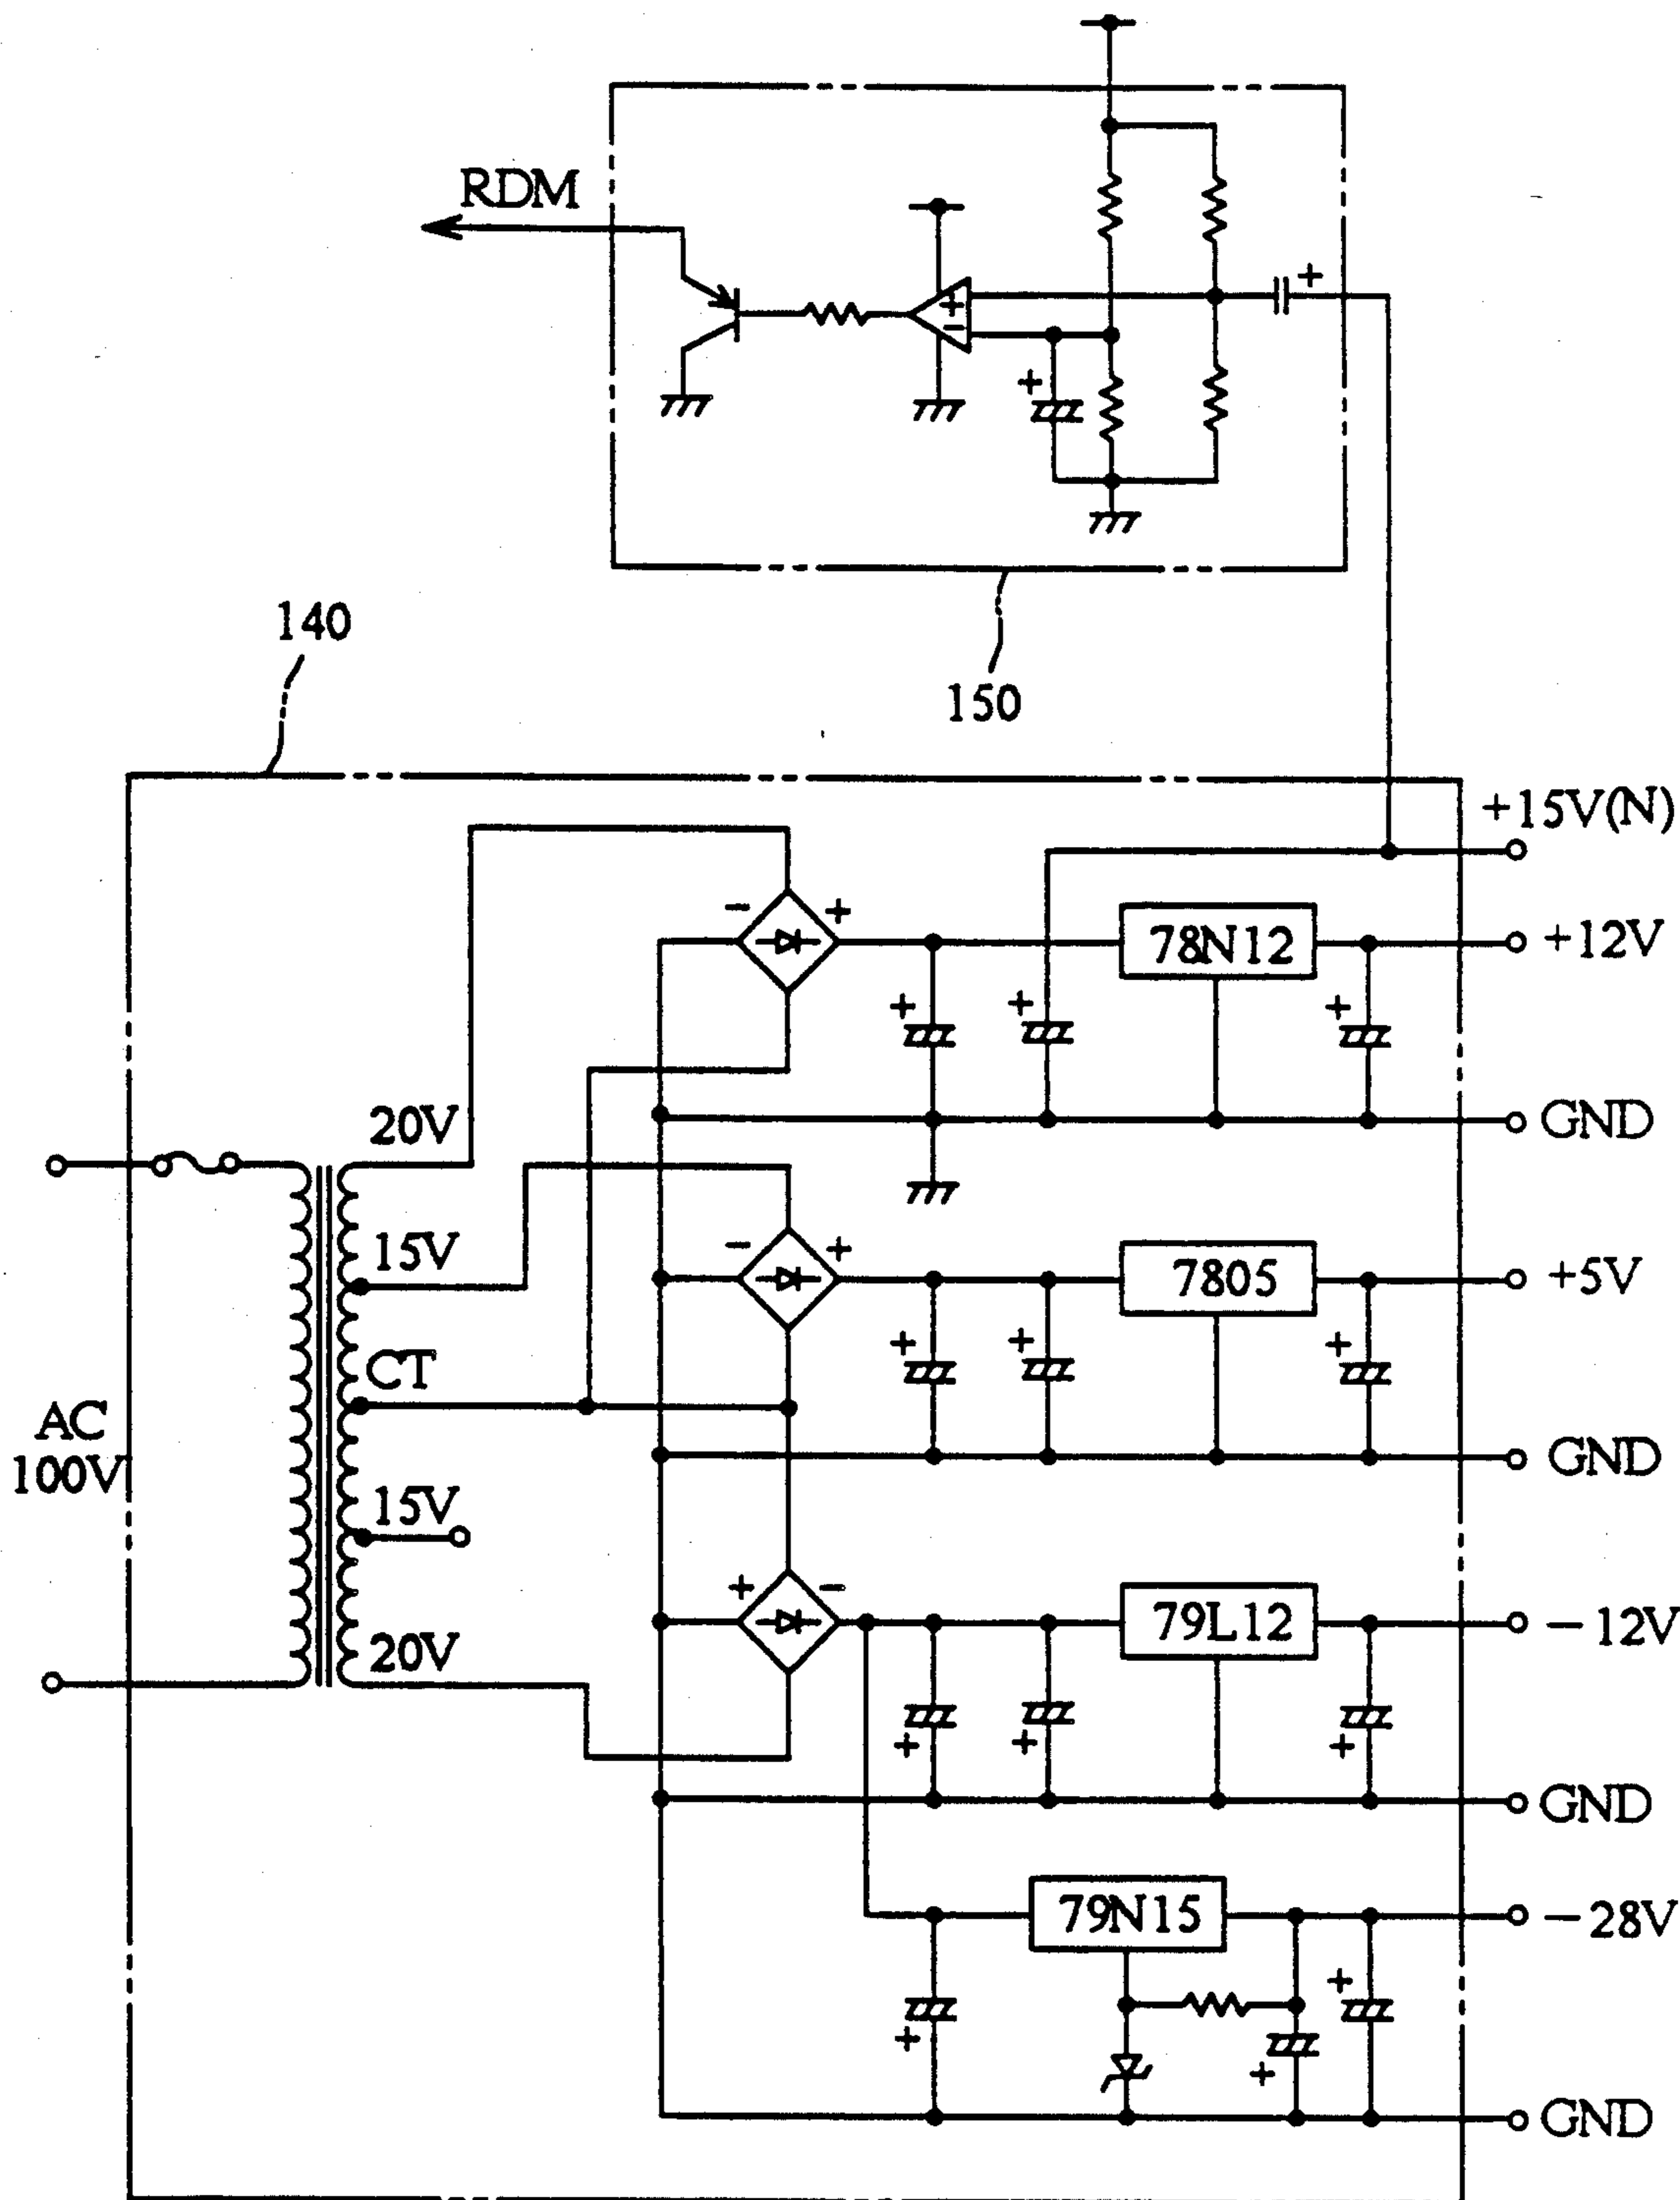 RDM
+
+
−
+
140
150
+15V(N)
− +
78N12
+12V
+
+
+
20V
GND
15V
− +
7805
+5V
+
+
+
CT
AC
100V
GND
15V
+ −
79L12
−12V
20V
+
+
+
GND
79N15
−28V
+
+
+
GND